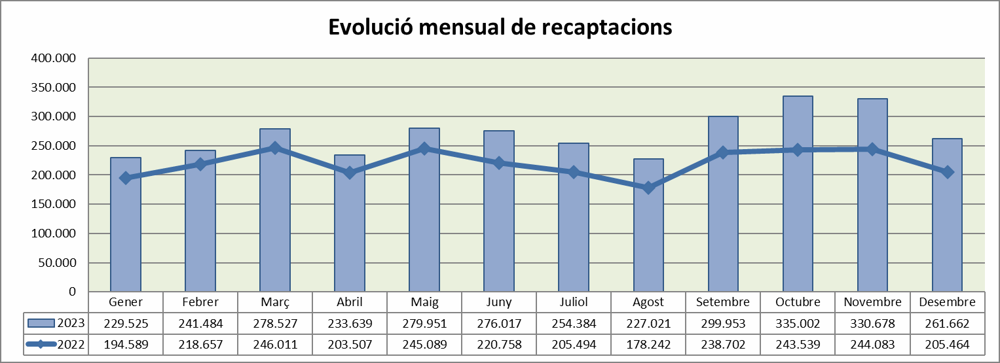 Evolució mensual de recaptacions
400.000
350.000
300.000
250.000
200.000
150.000
100.000
50.000
0
Gener Febrer Març Abril Maig Juny Juliol Agost Setembre Octubre Novembre Desembre
2023 229.525 241.484 278.527 233.639 279.951 276.017 254.384 227.021 299.953 335.002 330.678 261.662
2022 194.589 218.657 246.011 203.507 245.089 220.758 205.494 178.242 238.702 243.539 244.083 205.464